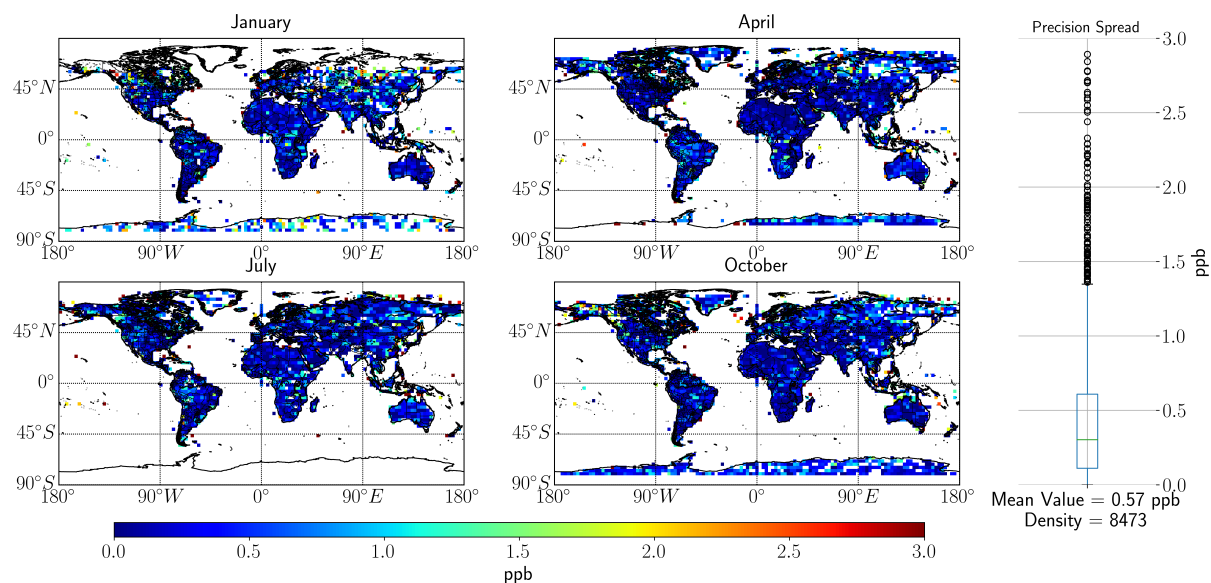 January
April
Precision Spread
45°N
0°
45°S
90°S
180°
90°W
0°
90°E
180°
45°N
0°
45°S
90°S
180°
90°W
0°
90°E
180°
3.0
2.5
2.0
1.5
1.0
0.5
0.0
ppb
July
October
45°N
0°
45°S
90°S
180°
90°W
0°
90°E
180°
45°N
0°
45°S
90°S
180°
90°W
0°
90°E
180°
Mean Value = 0.57 ppb
Density = 8473
0.0
0.5
1.0
1.5
2.0
2.5
3.0
ppb